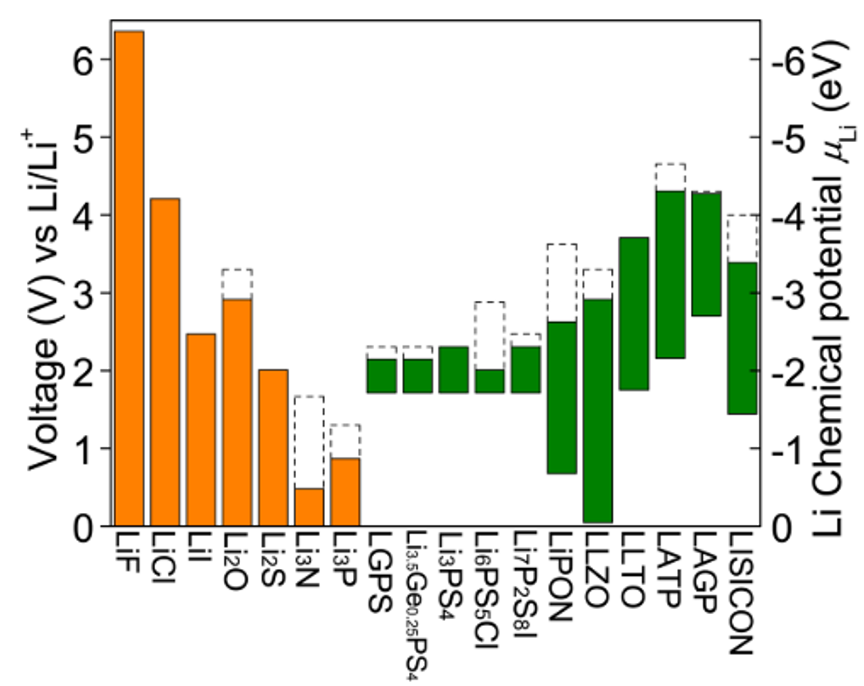 Voltage (V) vs Li/Li⁺
6
5
4
3
2
1
0
-6
-5
-4
-3
-2
-1
0
Li Chemical potential μ_Li (eV)
LiF
LiCl
LiI
Li₂O
Li₂S
Li₃N
Li₃P
LGPS
Li₃.₅Ge₀.₂₅PS₄
Li₃PS₄
Li₆PS₅Cl
Li₇P₂S₈I
LiPON
LLZO
LLTO
LATP
LAGP
LISICON